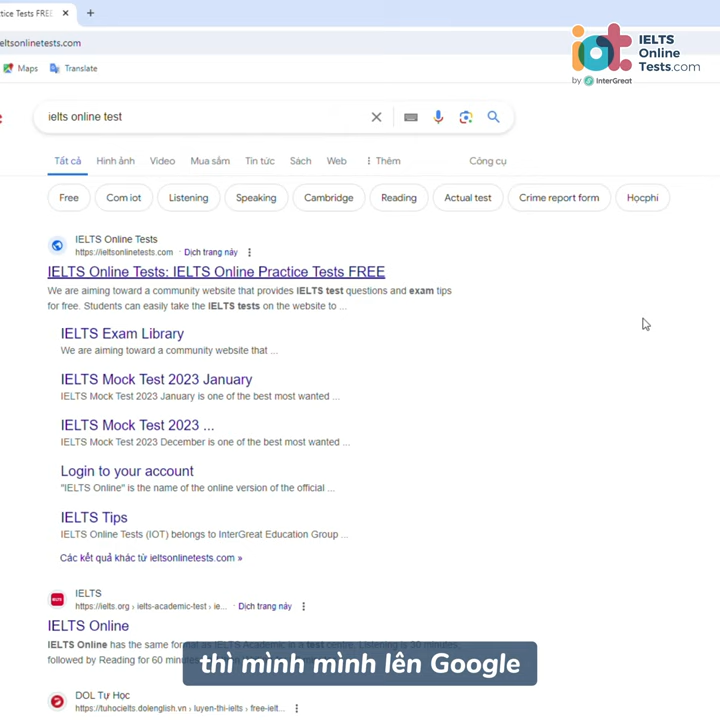 ctice Tests FREE
eltsonlinetests.com
Maps
Translate
iot
IELTS
Online
Tests.com
by InterGreat
ielts online test
Tất cả
Hình ảnh
Video
Mua sắm
Tin tức
Sách
Web
Thêm
Công cụ
Free
Com iot
Listening
Speaking
Cambridge
Reading
Actual test
Crime report form
Họcphí
IELTS Online Tests
https://ieltsonlinetests.com · Dịch trang này
IELTS Online Tests: IELTS Online Practice Tests FREE
We are aiming toward a community website that provides IELTS test questions and exam tips
for free. Students can easily take the IELTS tests on the website to ...
IELTS Exam Library
We are aiming toward a community website that ...
IELTS Mock Test 2023 January
IELTS Mock Test 2023 January is one of the best most wanted ...
IELTS Mock Test 2023 ...
IELTS Mock Test 2023 December is one of the best most wanted ...
Login to your account
"IELTS Online" is the name of the online version of the official ...
IELTS Tips
IELTS Online Tests (IOT) belongs to InterGreat Education Group ...
Các kết quả khác từ ieltsonlinetests.com »
IELTS
IELTS
https://ielts.org › ielts-academic-test › ie... · Dịch trang này
IELTS Online
IELTS Online has the same format as IELTS Academic in a test centre. Listening is 30 minutes,
followed by Reading for 60 minutes
thì mình mình lên Google
DOL Tự Học
https://tuhocielts.dolenglish.vn › luyen-thi-ielts › free-ielt...